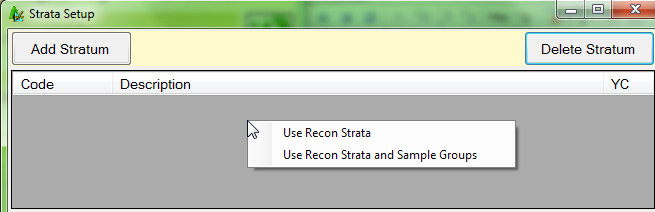 Strata Setup
Add Stratum Delete Stratum
Code Description YC
Use Recon Strata
Use Recon Strata and Sample Groups